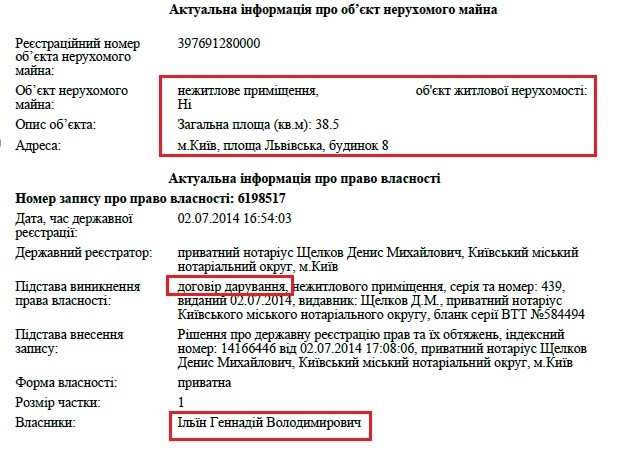 Актуальна інформація про об’єкт нерухомого майна
Реєстраційний номер 397691280000
об’єкта нерухомого
майна:
Об’єкт нерухомого нежитлове приміщення, об'єкт житлової нерухомості:
майна: Ні
Опис об’єкта: Загальна площа (кв.м): 38.5
Адреса: м.Київ, площа Львівська, будинок 8
Актуальна інформація про право власності
Номер запису про право власності: 6198517
Дата, час державної 02.07.2014 16:54:03
реєстрації:
Державний реєстратор: приватний нотаріус Щелков Денис Михайлович, Київський міський
нотаріальний округ, м.Київ
Підстава виникнення договір дарування, нежитлового приміщення, серія та номер: 439,
права власності: виданий 02.07.2014, видавник: Щелков Д.М., приватний нотаріус
Київського міського нотаріального округу, бланк серії ВТТ №584494
Підстава внесення Рішення про державну реєстрацію прав та їх обтяжень, індексний
запису: номер: 14166446 від 02.07.2014 17:08:06, приватний нотаріус Щелков
Денис Михайлович, Київський міський нотаріальний округ, м.Київ
Форма власності: приватна
Розмір частки: 1
Власники: Ільїн Геннадій Володимирович